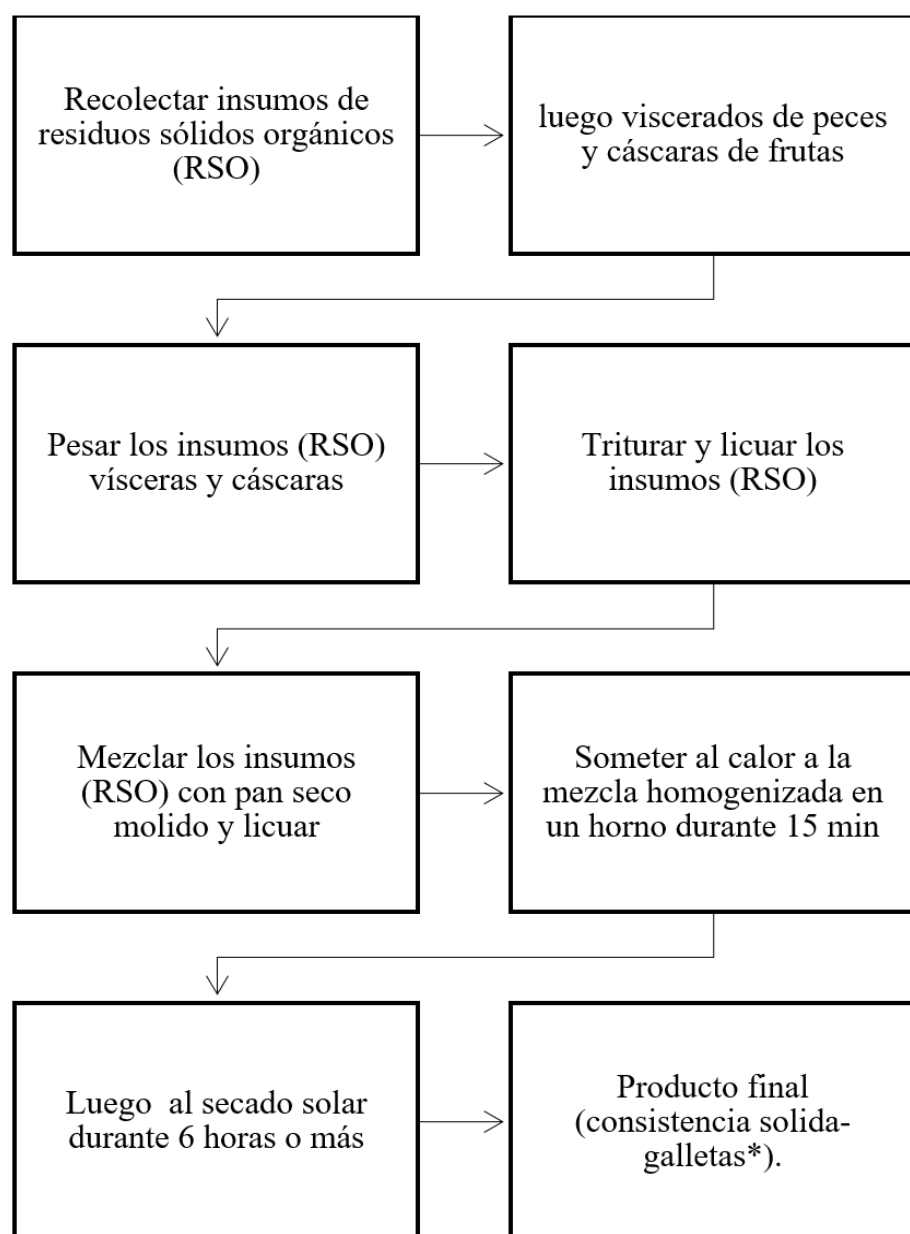 Recolectar insumos de
residuos sólidos orgánicos
(RSO)
luego viscerados de peces
y cáscaras de frutas
Pesar los insumos (RSO)
vísceras y cáscaras
Triturar y licuar los
insumos (RSO)
Mezclar los insumos
(RSO) con pan seco
molido y licuar
Someter al calor a la
mezcla homogenizada en
un horno durante 15 min
Luego  al secado solar
durante 6 horas o más
Producto final
(consistencia solida-
galletas*).